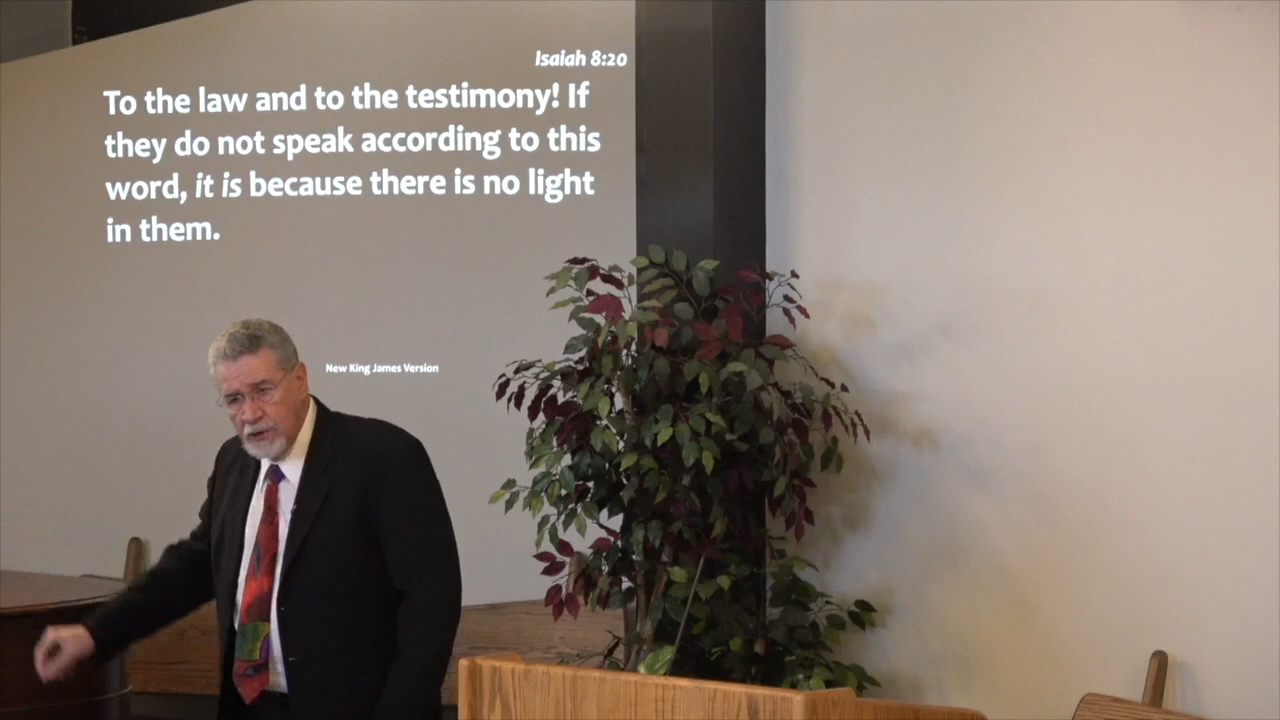 Isaiah 8:20
To the law and to the testimony! If
they do not speak according to this
word, it is because there is no light
in them.
New King James Version